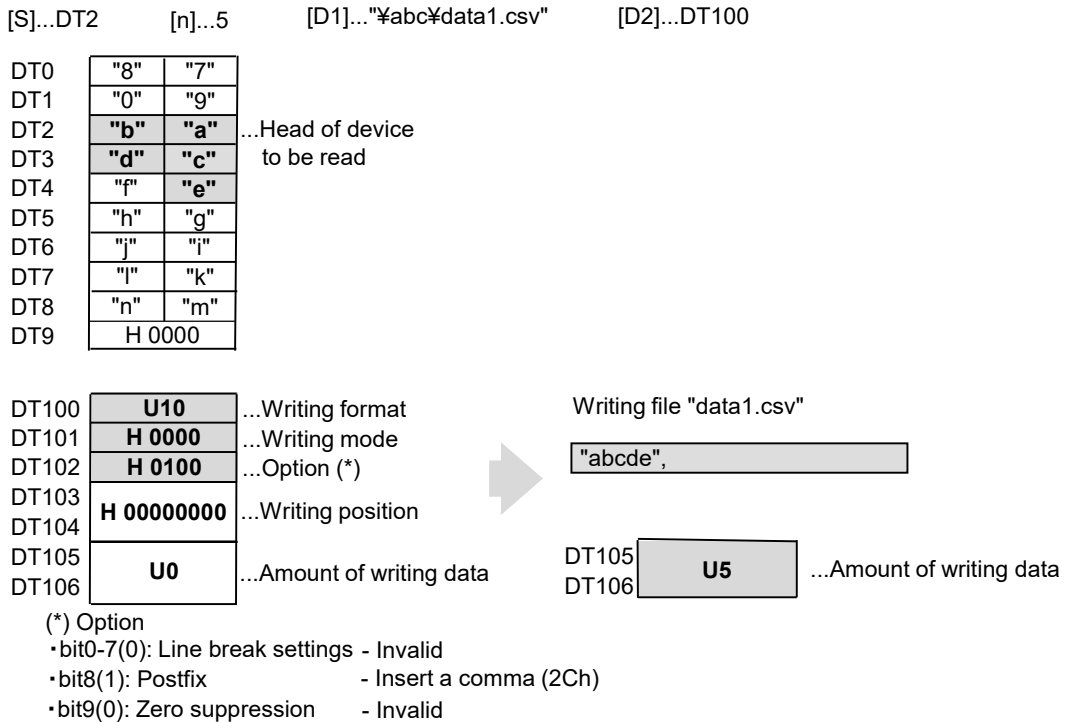 [S]...DT2 [n]...5 [D1]..."¥abc¥data1.csv" [D2]...DT100
DT0 "8" "7"
DT1 "0" "9"
DT2 "b" "a" ...Head of device
DT3 "d" "c" to be read
DT4 "f" "e"
DT5 "h" "g"
DT6 "j" "i"
DT7 "l" "k"
DT8 "n" "m"
DT9 H 0000
DT100 U10 ...Writing format Writing file "data1.csv"
DT101 H 0000 ...Writing mode
DT102 H 0100 ...Option (*) "abcde",
DT103
DT104 H 00000000 ...Writing position
DT105
DT106 U0 ...Amount of writing data
DT105
DT106 U5 ...Amount of writing data
(*) Option
・bit0-7(0): Line break settings - Invalid
・bit8(1): Postfix - Insert a comma (2Ch)
・bit9(0): Zero suppression - Invalid